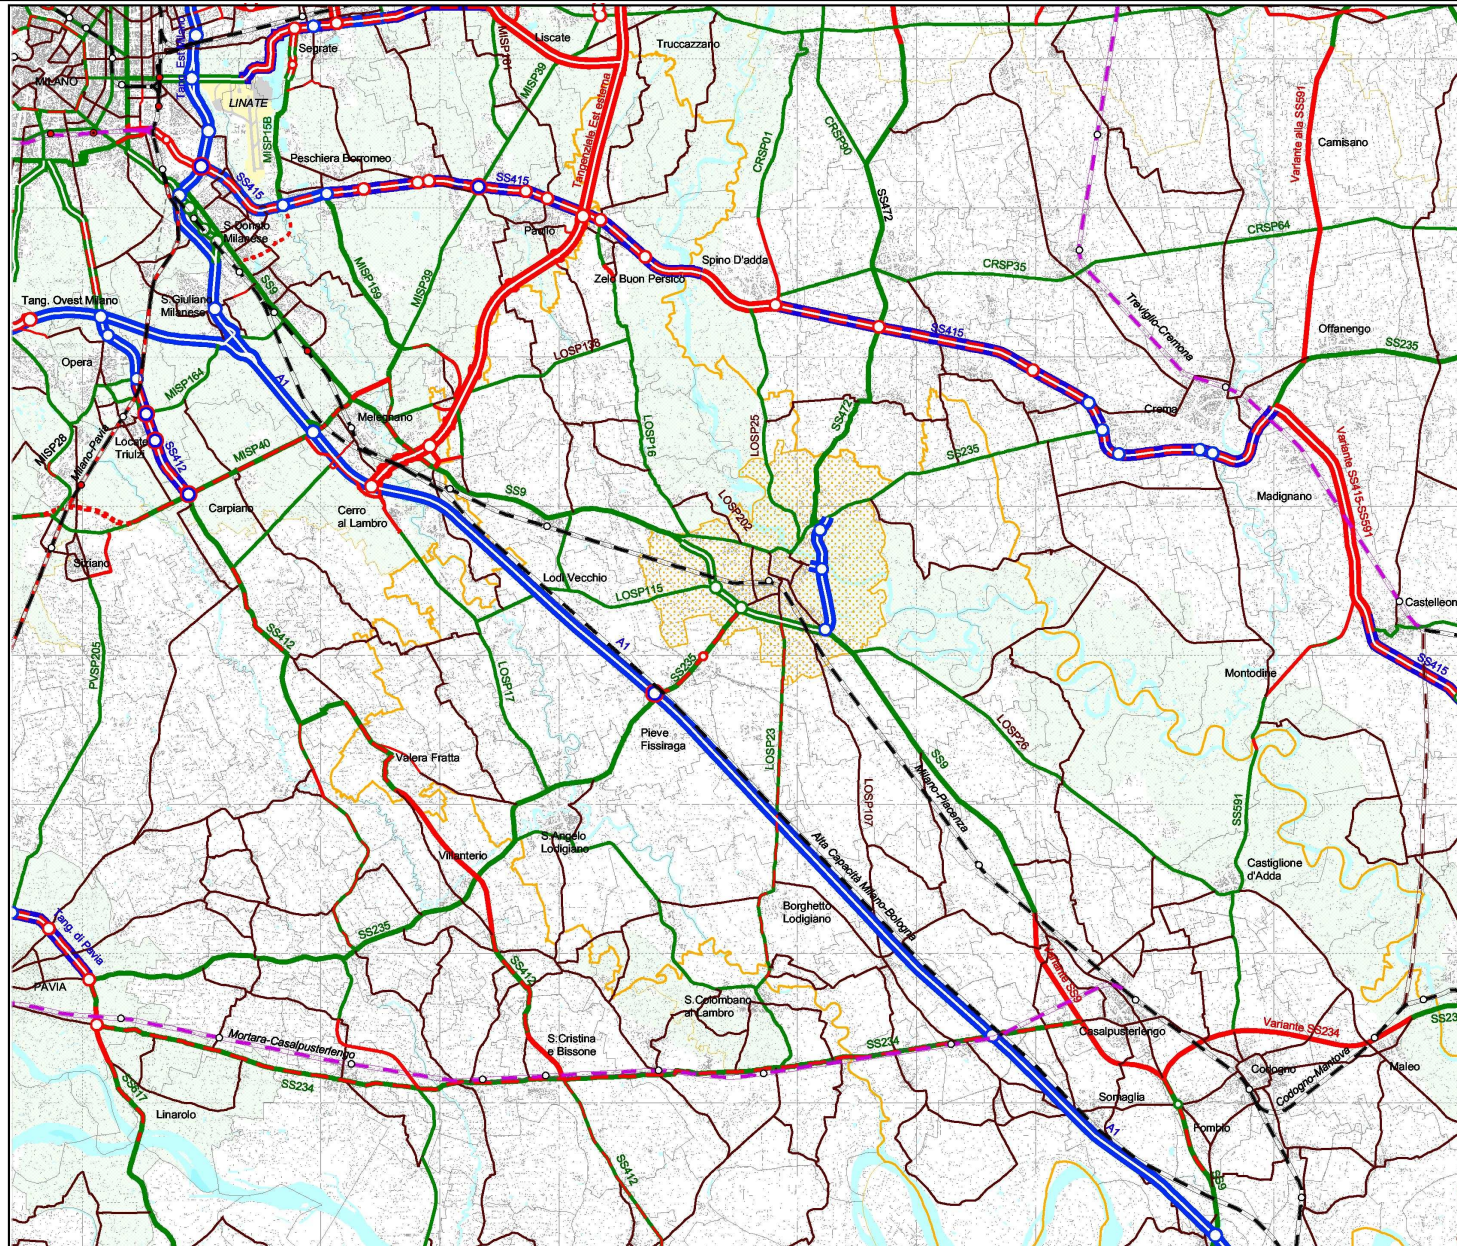 Liscate
Truccazzano
Segrate
MISP161
Tang. Est Milano
MILANO
LINATE
MISP39
Tangenziale Est esterna
Variante alla SS591
CRSP01
CRSP90
MISP15B
Camisano
Peschiera Borromeo
SS415
SS415
SS472
S.Donato
Milanese
Paullo
CRSP64
Spino D'adda
CRSP35
MISP159
MISP39
SS9
Zelo Buon Persico
Tang. Ovest Milano
S.Giuliano
Milanese
Treviglio-Cremona
SS415
Offanengo
SS235
LOSP138
Opera
MISP164
A1
Crema
Melegnano
SS472
LOSP16
LOSP25
MISP28
Milano-Pavia
Locate
Triulzi
SS412
MISP40
SS235
Variante SS415-SS591
Madignano
SS9
LOSP202
Carpiano
Cerro
al Lambro
Siziano
Lodi Vecchio
LOSP115
Castelleon
SS412
PVSP205
A1
SS235
SS415
Montodine
LOSP17
Pieve
Fissiraga
LOSP23
LOSP26
SS9
Valera Fratta
Milano-Piacenza
LOSP107
SS591
S.Angelo
Lodigiano
Alta Capacità Milano-Bologna
Villanterio
Castiglione
d'Adda
Borghetto
Lodigiano
Tang. di Pavia
SS235
SS412
Variante SS9
PAVIA
S.Colombano
al Lambro
SS23
Variante SS234
Casalpusterlengo
Mortara-Casalpusterlengo
S.Cristina
e Bissone
SS234
Codogno
Codogno-Mantova
Maleo
SS234
SS617
Linarolo
Somaglia
A1
Fombio
SS412
SS9